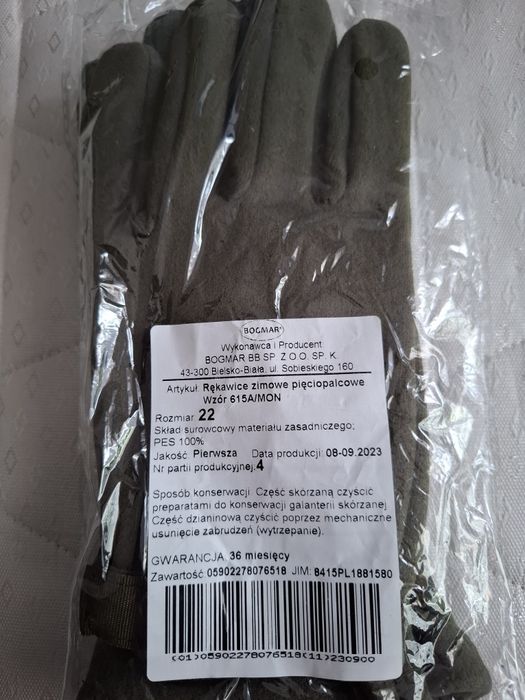 BOGMAR®
Wykonawca i Producent:
BOGMAR BB SP. Z O.O. SP. K.
43-300 Bielsko-Biała, ul. Sobieskiego 160
Artykuł: Rękawice zimowe pięciopalcowe
Wzór 615A/MON
Rozmiar 22
Skład surowcowy materiału zasadniczego;
PES 100%
Jakość: Pierwsza Data produkcji: 08-09.2023
Nr partii produkcyjnej: 4
Sposób konserwacji: Część skórzaną czyścić
preparatami do konserwacji galanterii skórzanej.
Część dzianinową czyścić poprzez mechaniczne
usunięcie zabrudzeń (wytrzepanie).
GWARANCJA: 36 miesięcy
Zawartość: 05902278076518 JIM: 8415PL1881580
(01)05902278076518(11)230900